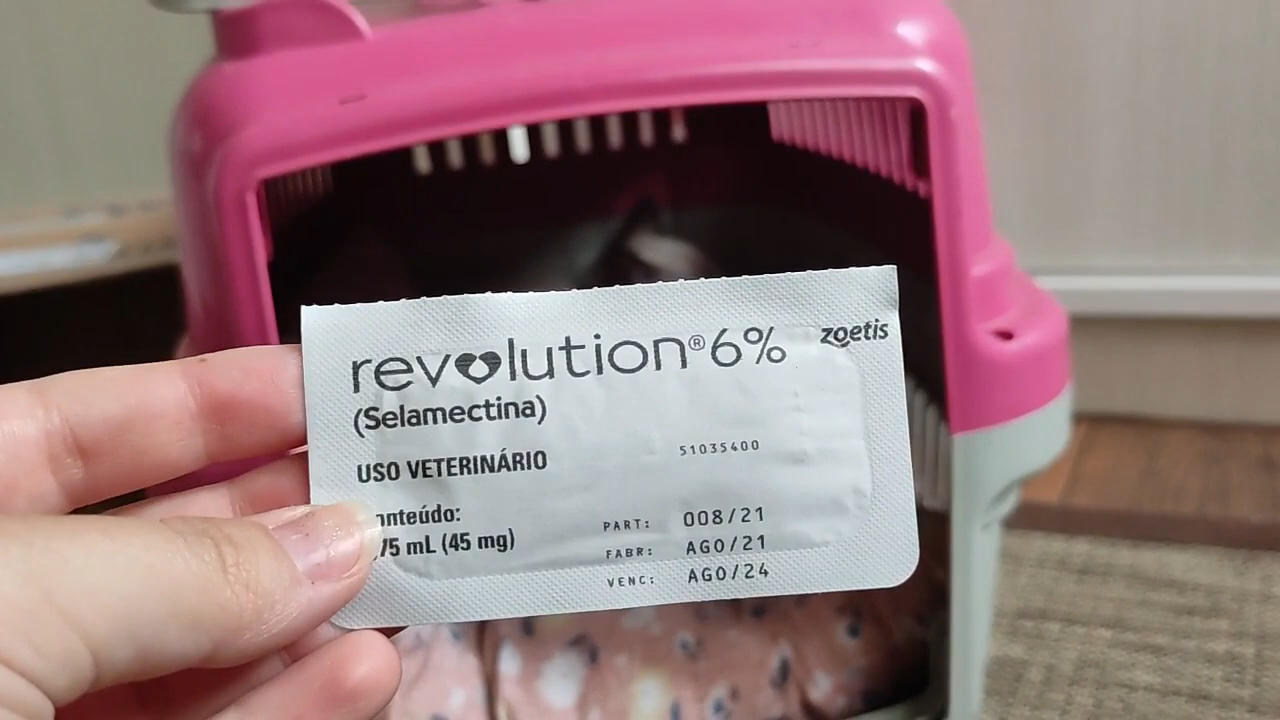 revolution® 6%
zoetis
(Selamectina)
USO VETERINÁRIO
51035400
onteúdo:
,75 mL (45 mg)
PART: 008/21
FABR: AGO/21
VENC: AGO/24